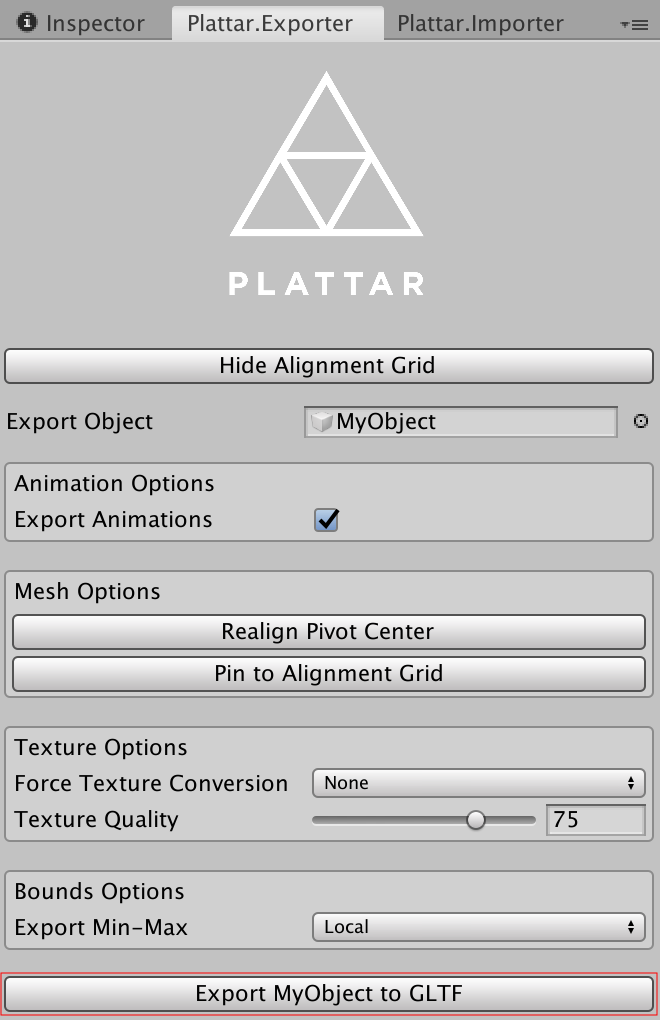 Inspector Plattar.Exporter Plattar.Importer
PLATTAR
Hide Alignment Grid
Export Object MyObject
Animation Options
Export Animations
Mesh Options
Realign Pivot Center
Pin to Alignment Grid
Texture Options
Force Texture Conversion None
Texture Quality 75
Bounds Options
Export Min-Max Local
Export MyObject to GLTF